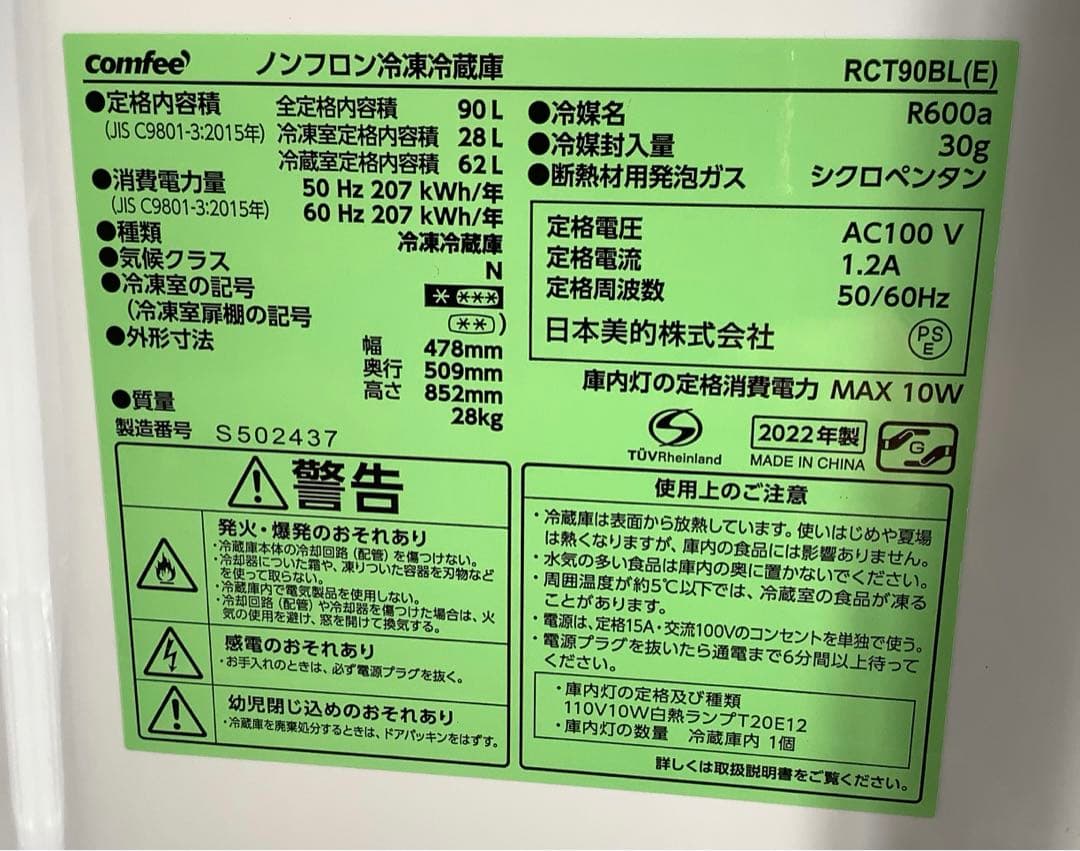 comfee'
ノンフロン冷凍冷蔵庫
RCT90BL(E)
●定格内容積 全定格内容積 90 L
(JIS C9801-3:2015年) 冷凍室定格内容積 28 L
冷蔵室定格内容積 62 L
●消費電力量 50 Hz 207 kWh/年
(JIS C9801-3:2015年) 60 Hz 207 kWh/年
●種類 冷凍冷蔵庫
●気候クラス N
●冷凍室の記号 * ***
(冷凍室扉棚の記号 ** )
●外形寸法 幅 478mm
奥行 509mm
高さ 852mm
●質量 28kg
製造番号 S502437
●冷媒名 R600a
●冷媒封入量 30g
●断熱材用発泡ガス シクロペンタン
定格電圧 AC100 V
定格電流 1.2A
定格周波数 50/60Hz
日本美的株式会社
PS
E
庫内灯の定格消費電力 MAX 10W
TÜVRheinland
2022年製
MADE IN CHINA
G
警告
発火・爆発のおそれあり
・冷蔵庫本体の冷却回路(配管)を傷つけない。
・冷却器についた霜や、凍りついた容器を刃物など
を使って取らない。
・冷蔵庫内で電気製品を使用しない。
・冷却回路(配管)や冷却器を傷つけた場合は、火
気の使用を避け、窓を開けて換気する。
感電のおそれあり
・お手入れのときは、必ず電源プラグを抜く。
幼児閉じ込めのおそれあり
・冷蔵庫を廃棄処分するときは、ドアパッキンをはずす。
使用上のご注意
・冷蔵庫は表面から放熱しています。使いはじめや夏場
は熱くなりますが、庫内の食品には影響ありません。
・水気の多い食品は庫内の奥に置かないでください。
・周囲温度が約5℃以下では、冷蔵室の食品が凍る
ことがあります。
・電源は、定格15A・交流100Vのコンセントを単独で使う。
・電源プラグを抜いたら通電まで6分間以上待って
ください。
・庫内灯の定格及び種類
110V10W白熱ランプT20E12
・庫内灯の数量 冷蔵庫内 1個
詳しくは取扱説明書をご覧ください。